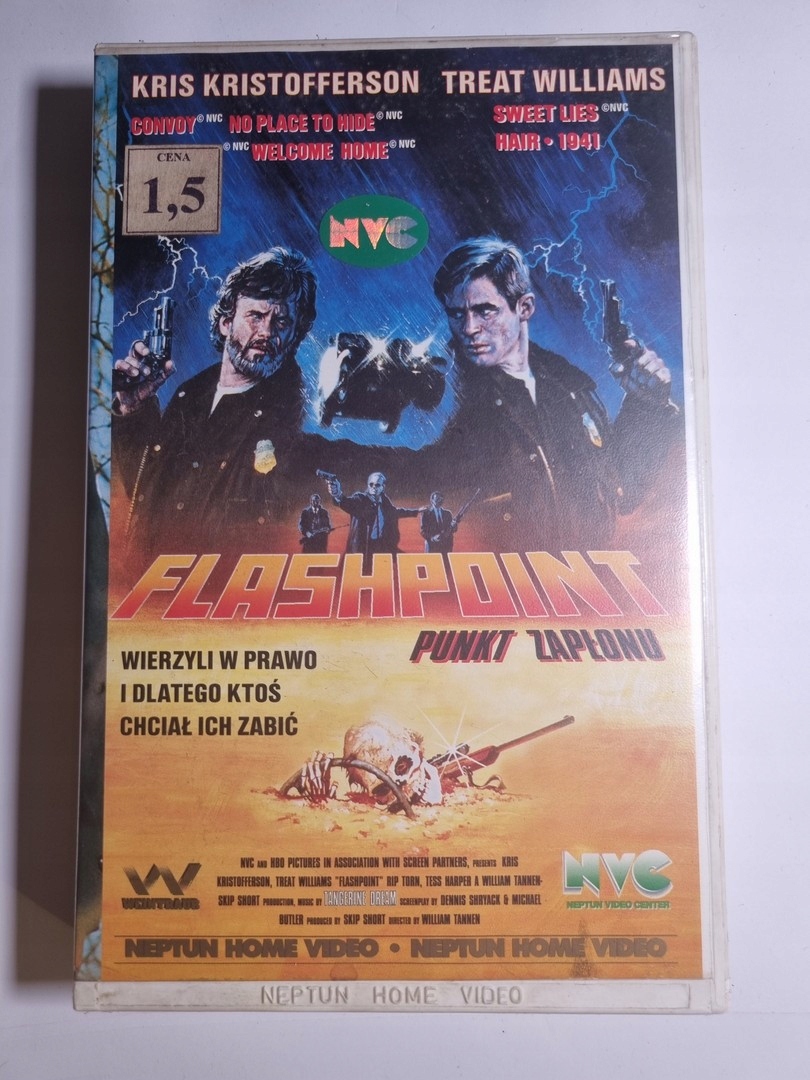 KRIS KRISTOFFERSON TREAT WILLIAMS
CONVOY © NVC NO PLACE TO HIDE © NVC SWEET LIES © NVC
© NVC WELCOME HOME © NVC HAIR • 1941
CENA
1,5
NVC
FLASHPOINT
PUNKT ZAPŁONU
WIERZYLI W PRAWO
I DLATEGO KTOŚ
CHCIAŁ ICH ZABIĆ
NVC AND HBO PICTURES IN ASSOCIATION WITH SCREEN PARTNERS, PRESENTS KRIS
KRISTOFFERSON, TREAT WILLIAMS "FLASHPOINT" RIP TORN, TESS HARPER A WILLIAM TANNEN-
SKIP SHORT PRODUCTION, MUSIC BY TANGERINE DREAM SCREENPLAY BY DENNIS SHRYACK & MICHAEL
BUTLER PRODUCED BY SKIP SHORT DIRECTED BY WILLIAM TANNEN
WEINTRAUB
NVC
NEPTUN VIDEO CENTER
NEPTUN HOME VIDEO • NEPTUN HOME VIDEO
NEPTUN HOME VIDEO